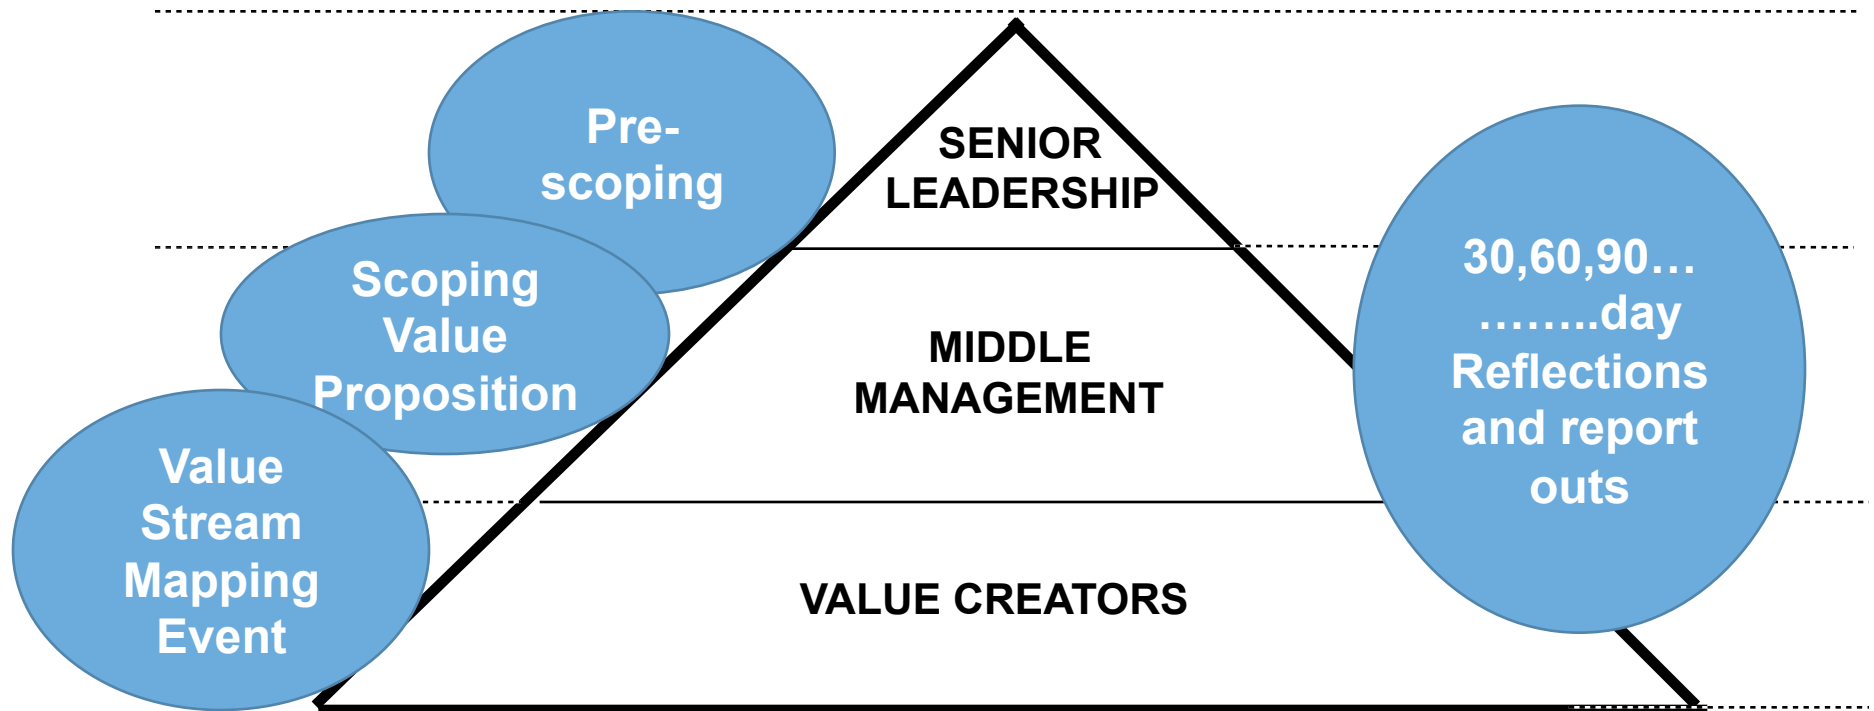 Pre-
scoping
SENIOR
LEADERSHIP
Scoping
Value
Proposition
MIDDLE
MANAGEMENT
Value
Stream
Mapping
Event
VALUE CREATORS
30,60,90…
……..day
Reflections
and report
outs